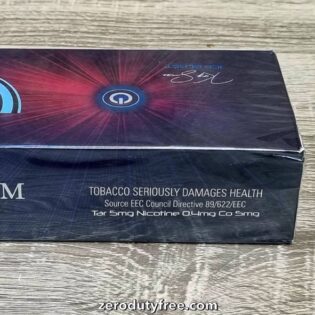 M
TOBACCO SERIOUSLY DAMAGES HEALTH
Source EEC Council Directive 89/622/EEC
Tar 5mg Nicotine 0.4mg Co 5mg
zerodutyfree.com